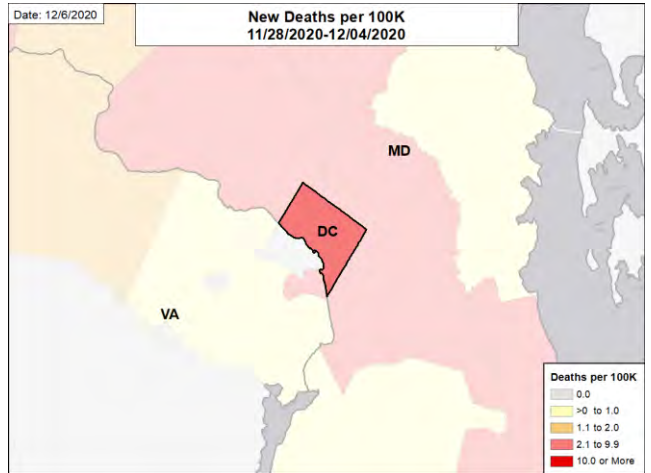 Date: 12/6/2020
New Deaths per 100K
11/28/2020-12/04/2020
MD
DC
VA
Deaths per 100K
0.0
>0 to 1.0
1.1 to 2.0
2.1 to 9.9
10.0 or More